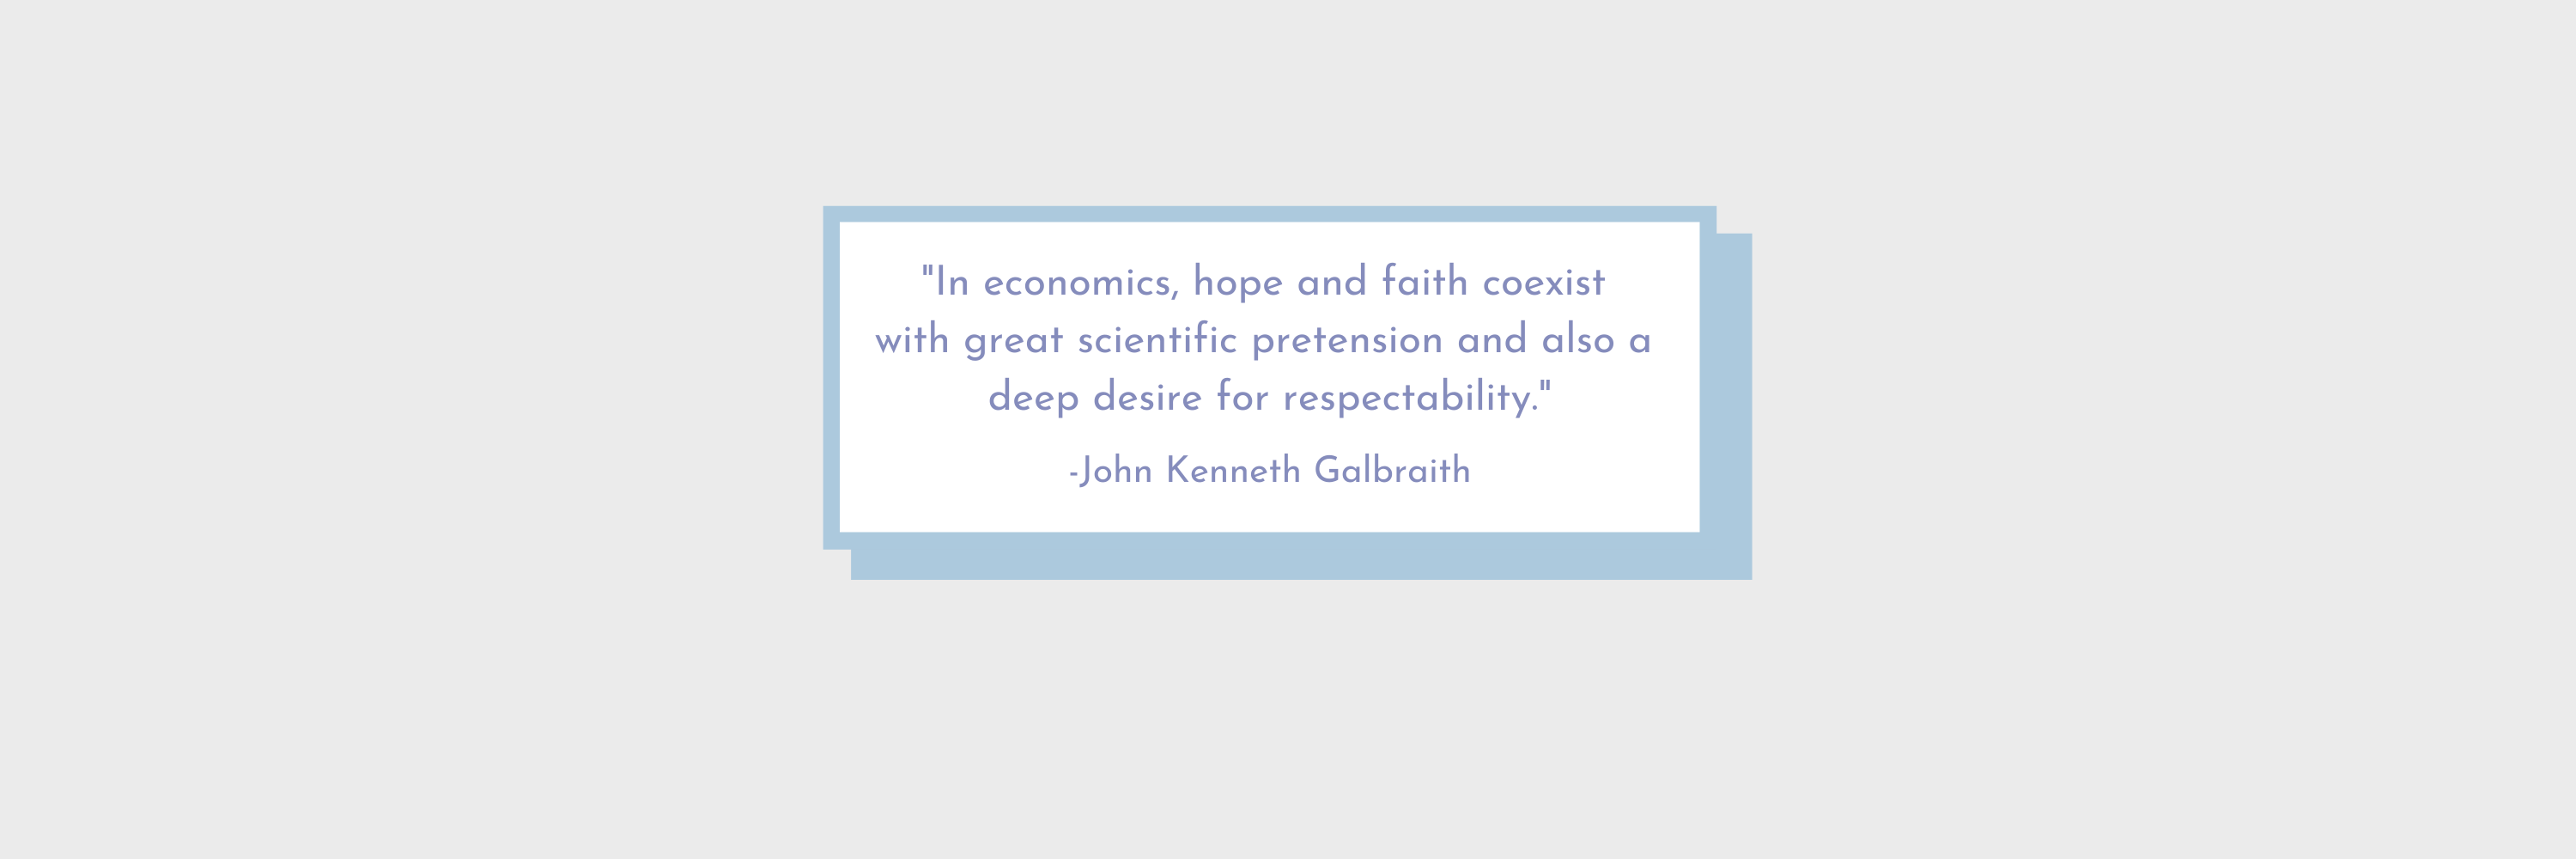 "In economics, hope and faith coexist
with great scientific pretension and also a
deep desire for respectability."
-John Kenneth Galbraith